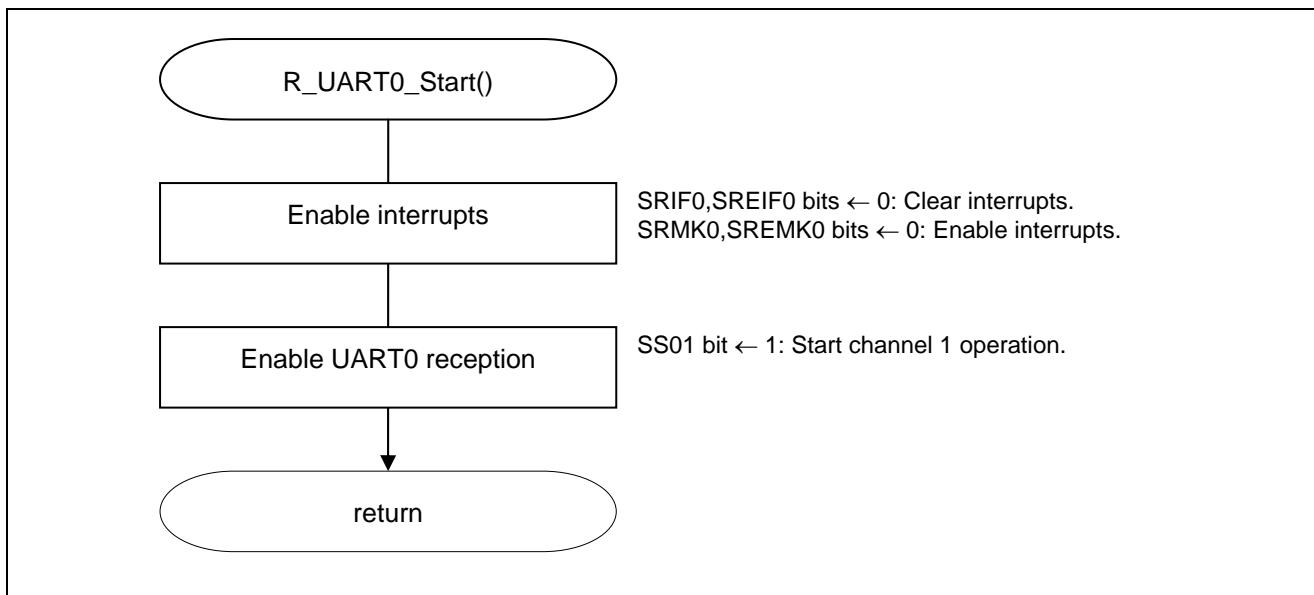 R_UART0_Start()
Enable interrupts
SRIF0,SREIF0 bits ← 0: Clear interrupts.
SRMK0,SREMK0 bits ← 0: Enable interrupts.
Enable UART0 reception
SS01 bit ← 1: Start channel 1 operation.
return